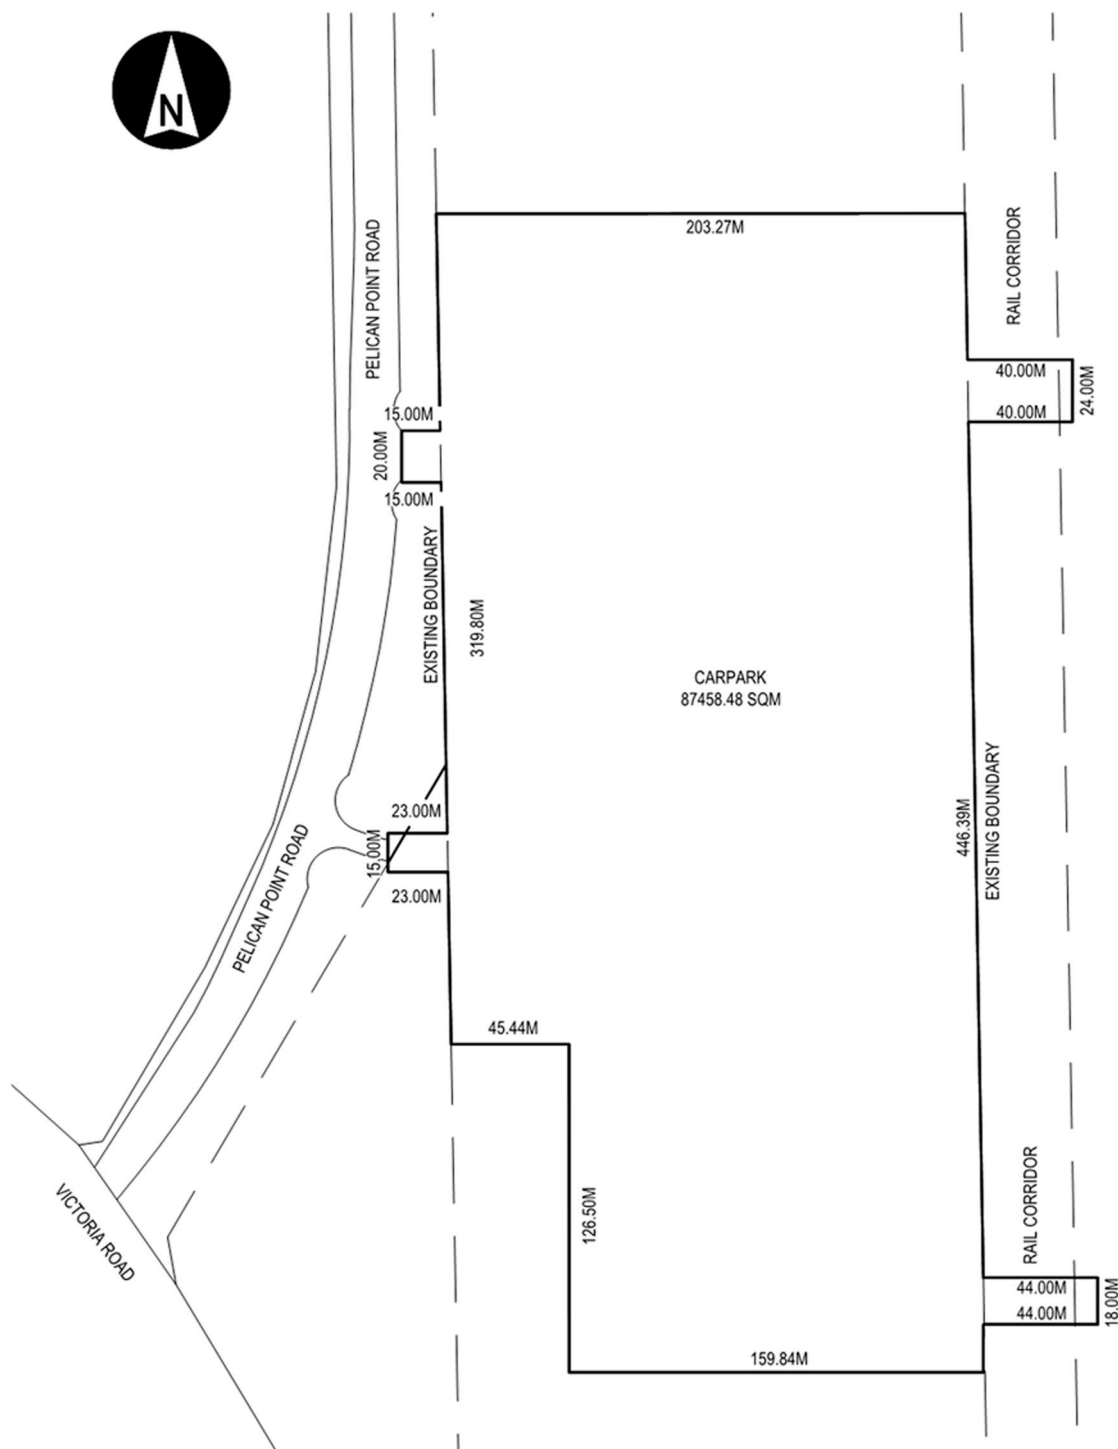 N
203.27M
PELICAN POINT ROAD
RAIL CORRIDOR
40.00M
24.00M
40.00M
15.00M
20.00M
15.00M
EXISTING BOUNDARY
319.80M
CARPARK
87458.48 SQM
446.39M
EXISTING BOUNDARY
23.00M
15.00M
23.00M
PELICAN POINT ROAD
45.44M
126.50M
VICTORIA ROAD
RAIL CORRIDOR
44.00M
44.00M
18.00M
159.84M